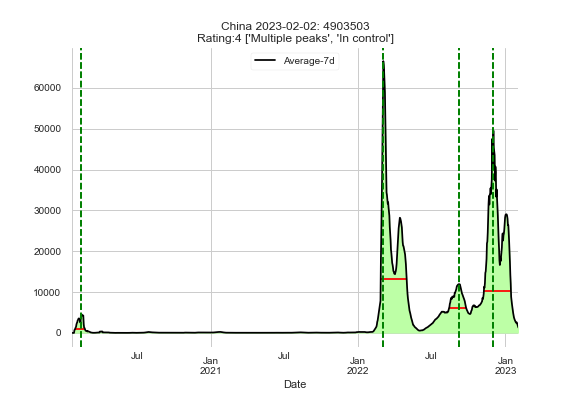 China 2023-02-02: 4903503
Rating:4 ['Multiple peaks', 'In control']
Average-7d
60000
50000
40000
30000
20000
10000
0
Jul
Jan
2021
Jul
Jan
2022
Jul
Jan
2023
Date